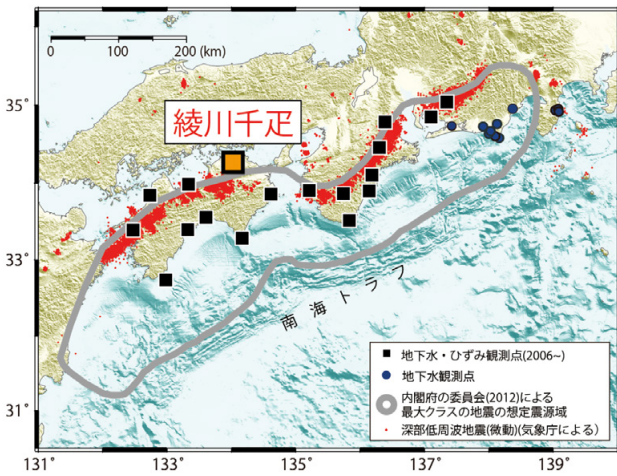 0 100 200 (km)
35°
綾川千疋
33°
南海トラフ
31°
地下水・ひずみ観測点(2006~)
地下水観測点
内閣府の委員会(2012)による
最大クラスの地震の想定震源域
深部低周波地震(微動)(気象庁による)
131 133 135 137 139